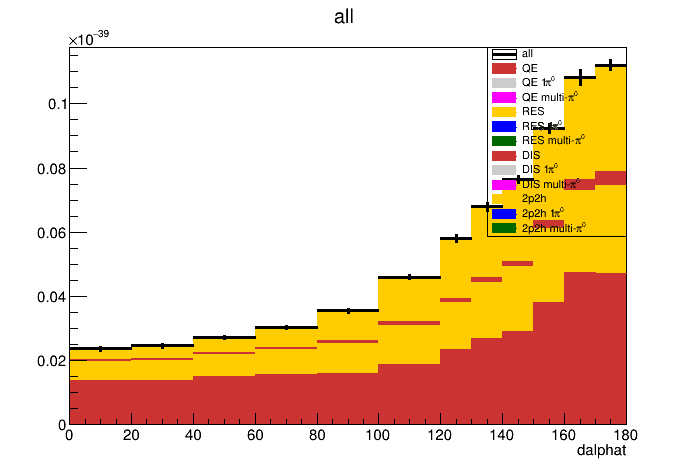 all
×10⁻³⁹
all
QE
QE 1π⁰
QE multi-π⁰
RES
RES 1π⁰
RES multi-π⁰
DIS
DIS 1π⁰
DIS multi-π⁰
2p2h
2p2h 1π⁰
2p2h multi-π⁰
0.1
0.08
0.06
0.04
0.02
0
0 20 40 60 80 100 120 140 160 180
dalphat